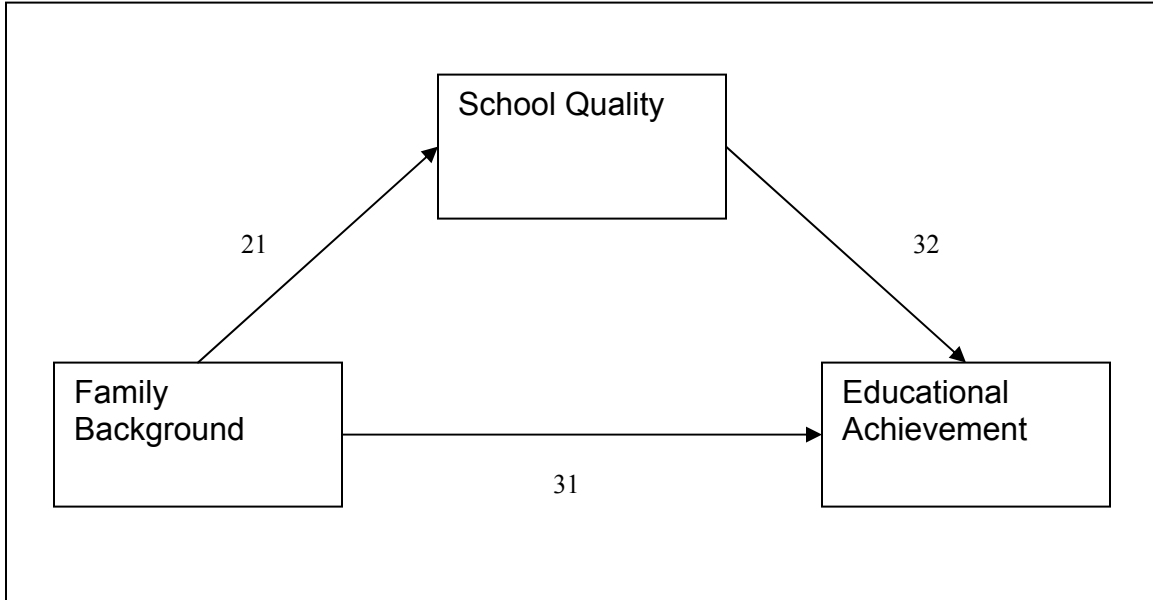 School Quality
21
32
Family
Background
Educational
Achievement
31